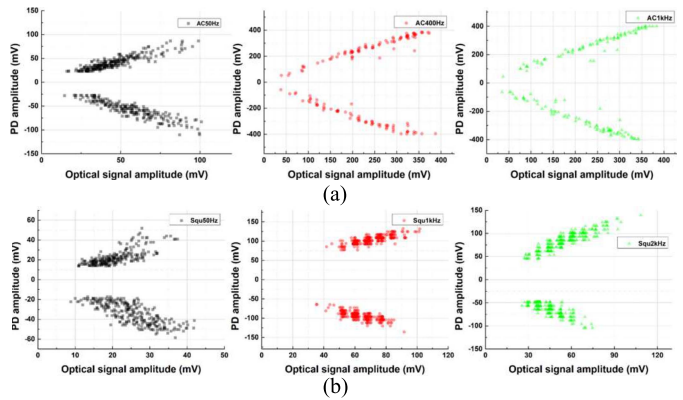 AC50Hz
150
100
50
0
-50
-100
-150
0
50
100
PD amplitude (mV)
Optical signal amplitude (mV)
AC400Hz
400
200
0
-200
-400
0 50 100 150 200 250 300 350 400 450
PD amplitude (mV)
Optical signal amplitude (mV)
AC1kHz
400
200
0
-200
-400
0 50 100 150 200 250 300 350 400 450
PD amplitude (mV)
Optical signal amplitude (mV)
(a)
Squ50Hz
60
40
20
0
-20
-40
-60
0 10 20 30 40 50
PD amplitude (mV)
Optical signal amplitude (mV)
Squ1kHz
150
100
50
0
-50
-100
-150
0 20 40 60 80 100 120
PD amplitude (mV)
Optical signal amplitude (mV)
Squ2kHz
150
100
50
0
-50
-100
0 30 60 90 120
PD amplitude (mV)
Optical signal amplitude (mV)
(b)